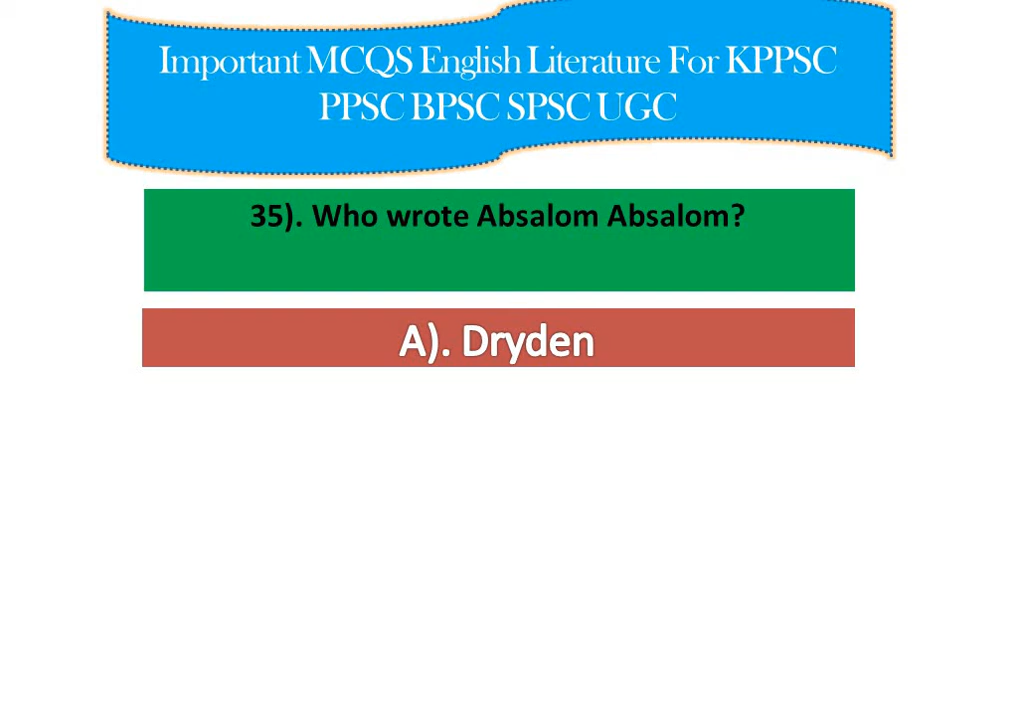 Important MCQS English Literature For KPPSC
PPSC BPSC SPSC UGC
35). Who wrote Absalom Absalom?
A). Dryden